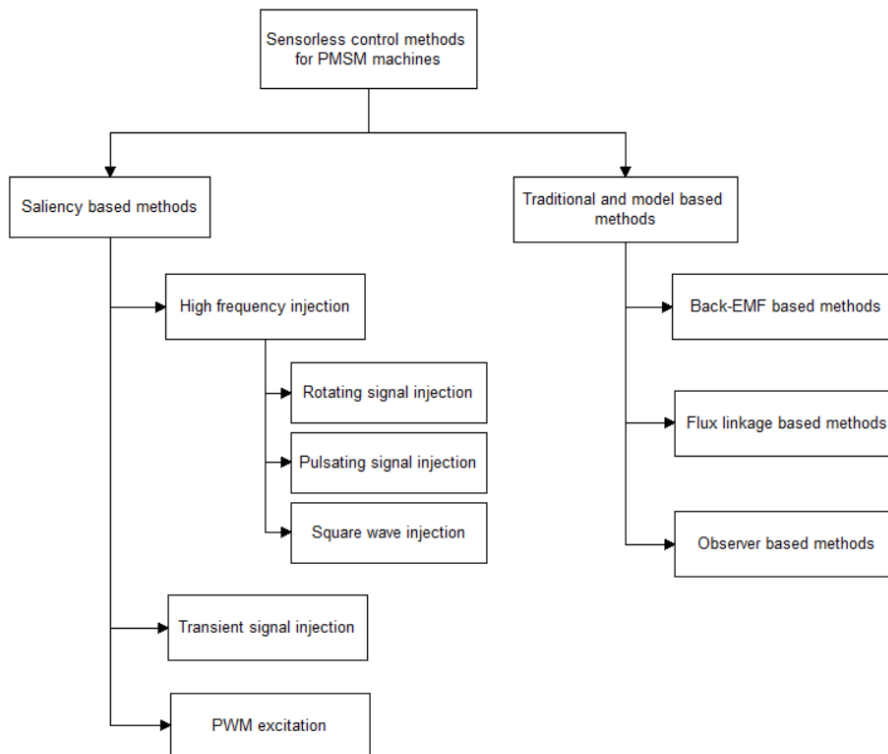 Sensorless control methods
for PMSM machines
Saliency based methods
Traditional and model based
methods
High frequency injection
Rotating signal injection
Pulsating signal injection
Square wave injection
Transient signal injection
PWM excitation
Back-EMF based methods
Flux linkage based methods
Observer based methods